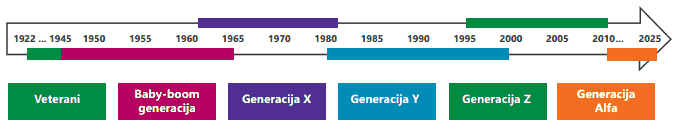 1922 ... 1945 1950 1955 1960 1965 1970 1975 1980 1985 1990 1995 2000 2005 2010... 2025
Veterani
Baby-boom
generacija
Generacija X
Generacija Y
Generacija Z
Generacija
Alfa